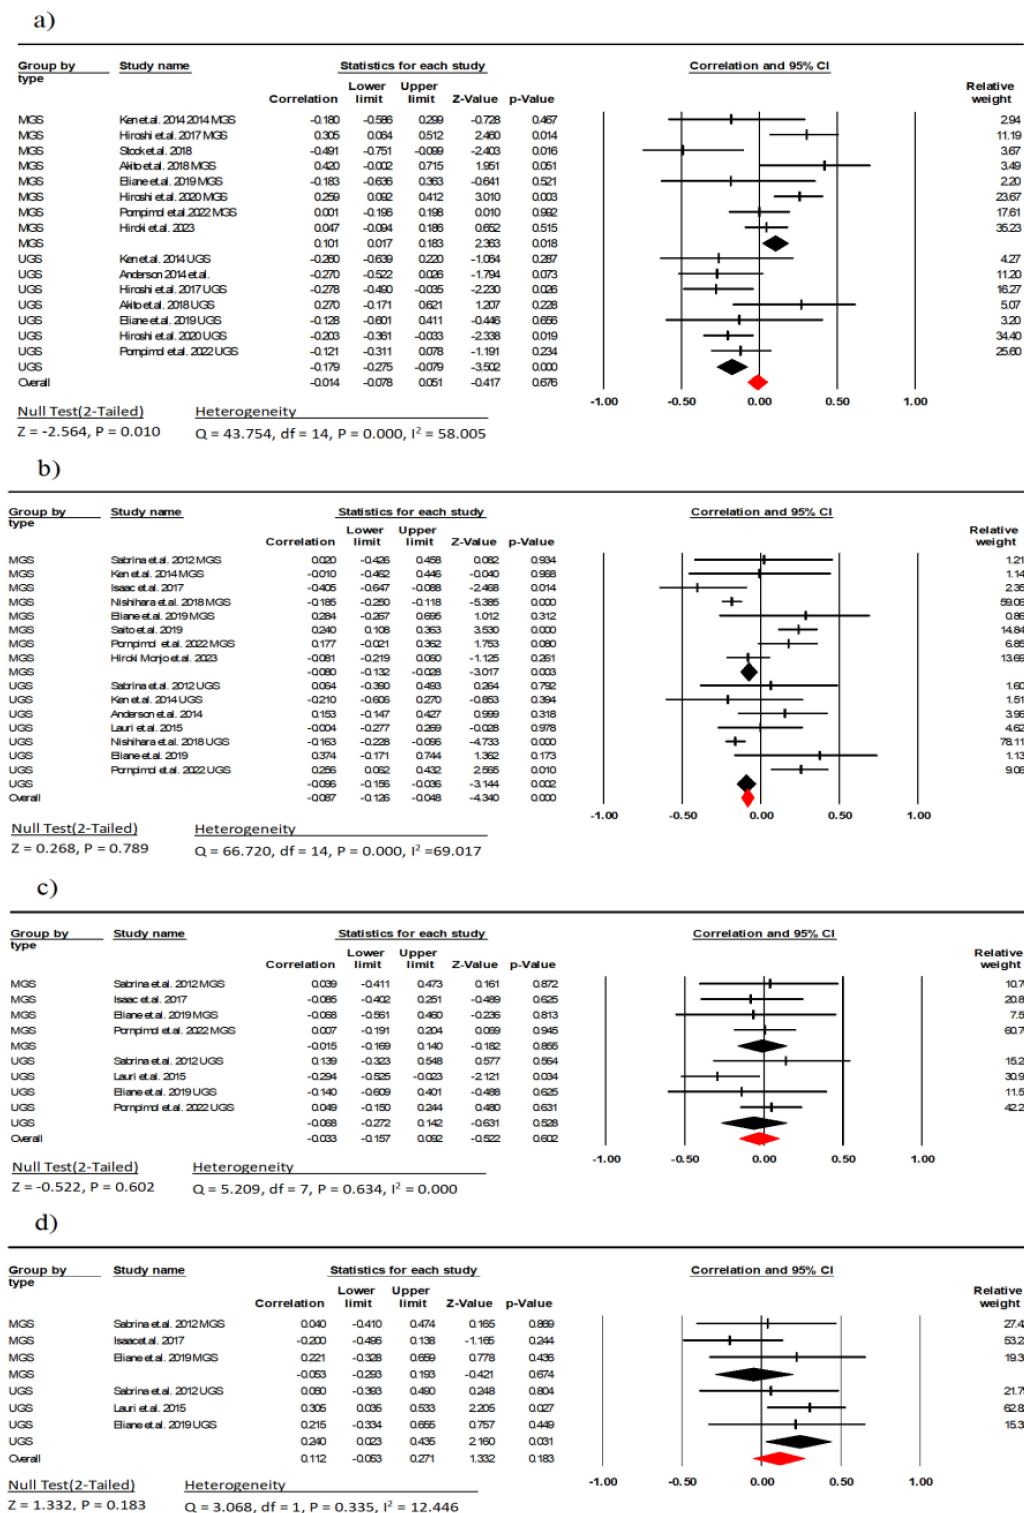 a)
Group by type Study name Statistics for each study Correlation and 95% CI
Correlation Lower limit Upper limit Z-Value p-Value Relative weight
MGS Ken et al. 2014 2014 MGS -0.180 -0.586 0.299 -0.728 0.467 2.94
MGS Hiroshi et al. 2017 MGS 0.305 0.064 0.512 2.460 0.014 11.19
MGS Stock et al. 2018 -0.491 -0.751 -0.099 -2.403 0.016 3.67
MGS Akito et al. 2018 MGS 0.420 -0.002 0.715 1.951 0.051 3.49
MGS Eliane et al. 2019 MGS -0.183 -0.636 0.363 -0.641 0.521 2.20
MGS Hiroshi et al. 2020 MGS 0.259 0.092 0.412 3.010 0.003 23.67
MGS Pornpimol et al. 2022 MGS 0.001 -0.196 0.198 0.010 0.992 17.61
MGS Hiroki et al. 2023 0.047 -0.094 0.186 0.652 0.515 35.23
MGS 0.101 0.017 0.183 2.363 0.018
UGS Ken et al. 2014 UGS -0.260 -0.639 0.220 -1.064 0.287 4.27
UGS Anderson 2014 et al. -0.270 -0.522 0.026 -1.794 0.073 11.20
UGS Hiroshi et al. 2017 UGS -0.278 -0.490 -0.035 -2.230 0.026 16.27
UGS Akito et al. 2018 UGS 0.270 -0.171 0.621 1.207 0.228 5.07
UGS Eliane et al. 2019 UGS -0.128 -0.601 0.411 -0.446 0.656 3.20
UGS Hiroshi et al. 2020 UGS -0.203 -0.361 -0.033 -2.338 0.019 34.40
UGS Pornpimol et al. 2022 UGS -0.121 -0.311 0.078 -1.191 0.234 25.60
UGS -0.179 -0.275 -0.079 -3.502 0.000
Overall -0.014 -0.078 0.051 -0.417 0.676
-1.00 -0.50 0.00 0.50 1.00
Null Test(2-Tailed) Heterogeneity
Z = -2.564, P = 0.010 Q = 43.754, df = 14, P = 0.000, I² = 58.005
b)
Group by type Study name Statistics for each study Correlation and 95% CI
Correlation Lower limit Upper limit Z-Value p-Value Relative weight
MGS Sabrina et al. 2012 MGS 0.020 -0.426 0.458 0.082 0.934 1.21
MGS Ken et al. 2014 MGS -0.010 -0.462 0.446 -0.040 0.968 1.14
MGS Isaac et al. 2017 -0.405 -0.647 -0.088 -2.468 0.014 2.35
MGS Nishihara et al. 2018 MGS -0.185 -0.250 -0.118 -5.385 0.000 59.06
MGS Eliane et al. 2019 MGS 0.284 -0.267 0.695 1.012 0.312 0.86
MGS Saito et al. 2019 0.240 0.108 0.363 3.530 0.000 14.84
MGS Pornpimol et al. 2022 MGS 0.177 -0.021 0.362 1.753 0.080 6.85
MGS Hiroki Monjo et al. 2023 -0.081 -0.219 0.060 -1.125 0.261 13.69
MGS -0.080 -0.132 -0.028 -3.017 0.003
UGS Sabrina et al. 2012 UGS 0.064 -0.390 0.493 0.264 0.792 1.60
UGS Ken et al. 2014 UGS -0.210 -0.606 0.270 -0.853 0.394 1.51
UGS Anderson et al. 2014 0.153 -0.147 0.427 0.999 0.318 3.96
UGS Lauri et al. 2015 -0.004 -0.277 0.269 -0.028 0.978 4.62
UGS Nishihara et al. 2018 UGS -0.163 -0.228 -0.096 -4.733 0.000 78.11
UGS Eliane et al. 2019 0.374 -0.171 0.744 1.362 0.173 1.13
UGS Pornpimol et al. 2022 UGS 0.256 0.062 0.432 2.565 0.010 9.06
UGS -0.096 -0.156 -0.036 -3.144 0.002
Overall -0.087 -0.126 -0.048 -4.340 0.000
-1.00 -0.50 0.00 0.50 1.00
Null Test(2-Tailed) Heterogeneity
Z = 0.268, P = 0.789 Q = 66.720, df = 14, P = 0.000, I² =69.017
c)
Group by type Study name Statistics for each study Correlation and 95% CI
Correlation Lower limit Upper limit Z-Value p-Value Relative weight
MGS Sabrina et al. 2012 MGS 0.039 -0.411 0.473 0.161 0.872 10.7
MGS Isaac et al. 2017 -0.085 -0.402 0.251 -0.489 0.625 20.8
MGS Eliane et al. 2019 MGS -0.068 -0.561 0.460 -0.236 0.813 7.5
MGS Pornpimol et al. 2022 MGS 0.007 -0.191 0.204 0.069 0.945 60.7
MGS -0.015 -0.169 0.140 -0.182 0.855
UGS Sabrina et al. 2012 UGS 0.139 -0.323 0.548 0.577 0.564 15.2
UGS Lauri et al. 2015 -0.294 -0.525 -0.023 -2.121 0.034 30.9
UGS Eliane et al. 2019 UGS -0.140 -0.609 0.401 -0.488 0.625 11.5
UGS Pornpimol et al. 2022 UGS 0.049 -0.150 0.244 0.480 0.631 42.2
UGS -0.068 -0.272 0.142 -0.631 0.528
Overall -0.033 -0.157 0.092 -0.522 0.602
-1.00 -0.50 0.00 0.50 1.00
Null Test(2-Tailed) Heterogeneity
Z = -0.522, P = 0.602 Q = 5.209, df = 7, P = 0.634, I² = 0.000
d)
Group by type Study name Statistics for each study Correlation and 95% CI
Correlation Lower limit Upper limit Z-Value p-Value Relative weight
MGS Sabrina et al. 2012 MGS 0.040 -0.410 0.474 0.165 0.869 27.4
MGS Isaac et al. 2017 -0.200 -0.496 0.138 -1.165 0.244 53.2
MGS Eliane et al. 2019 MGS 0.221 -0.328 0.659 0.778 0.436 19.3
MGS -0.053 -0.293 0.193 -0.421 0.674
UGS Sabrina et al. 2012 UGS 0.060 -0.393 0.490 0.248 0.804 21.7
UGS Lauri et al. 2015 0.305 0.035 0.533 2.205 0.027 62.8
UGS Eliane et al. 2019 UGS 0.215 -0.334 0.655 0.757 0.449 15.3
UGS 0.240 0.023 0.435 2.160 0.031
Overall 0.112 -0.053 0.271 1.332 0.183
-1.00 -0.50 0.00 0.50 1.00
Null Test(2-Tailed) Heterogeneity
Z = 1.332, P = 0.183 Q = 3.068, df = 1, P = 0.335, I² = 12.446